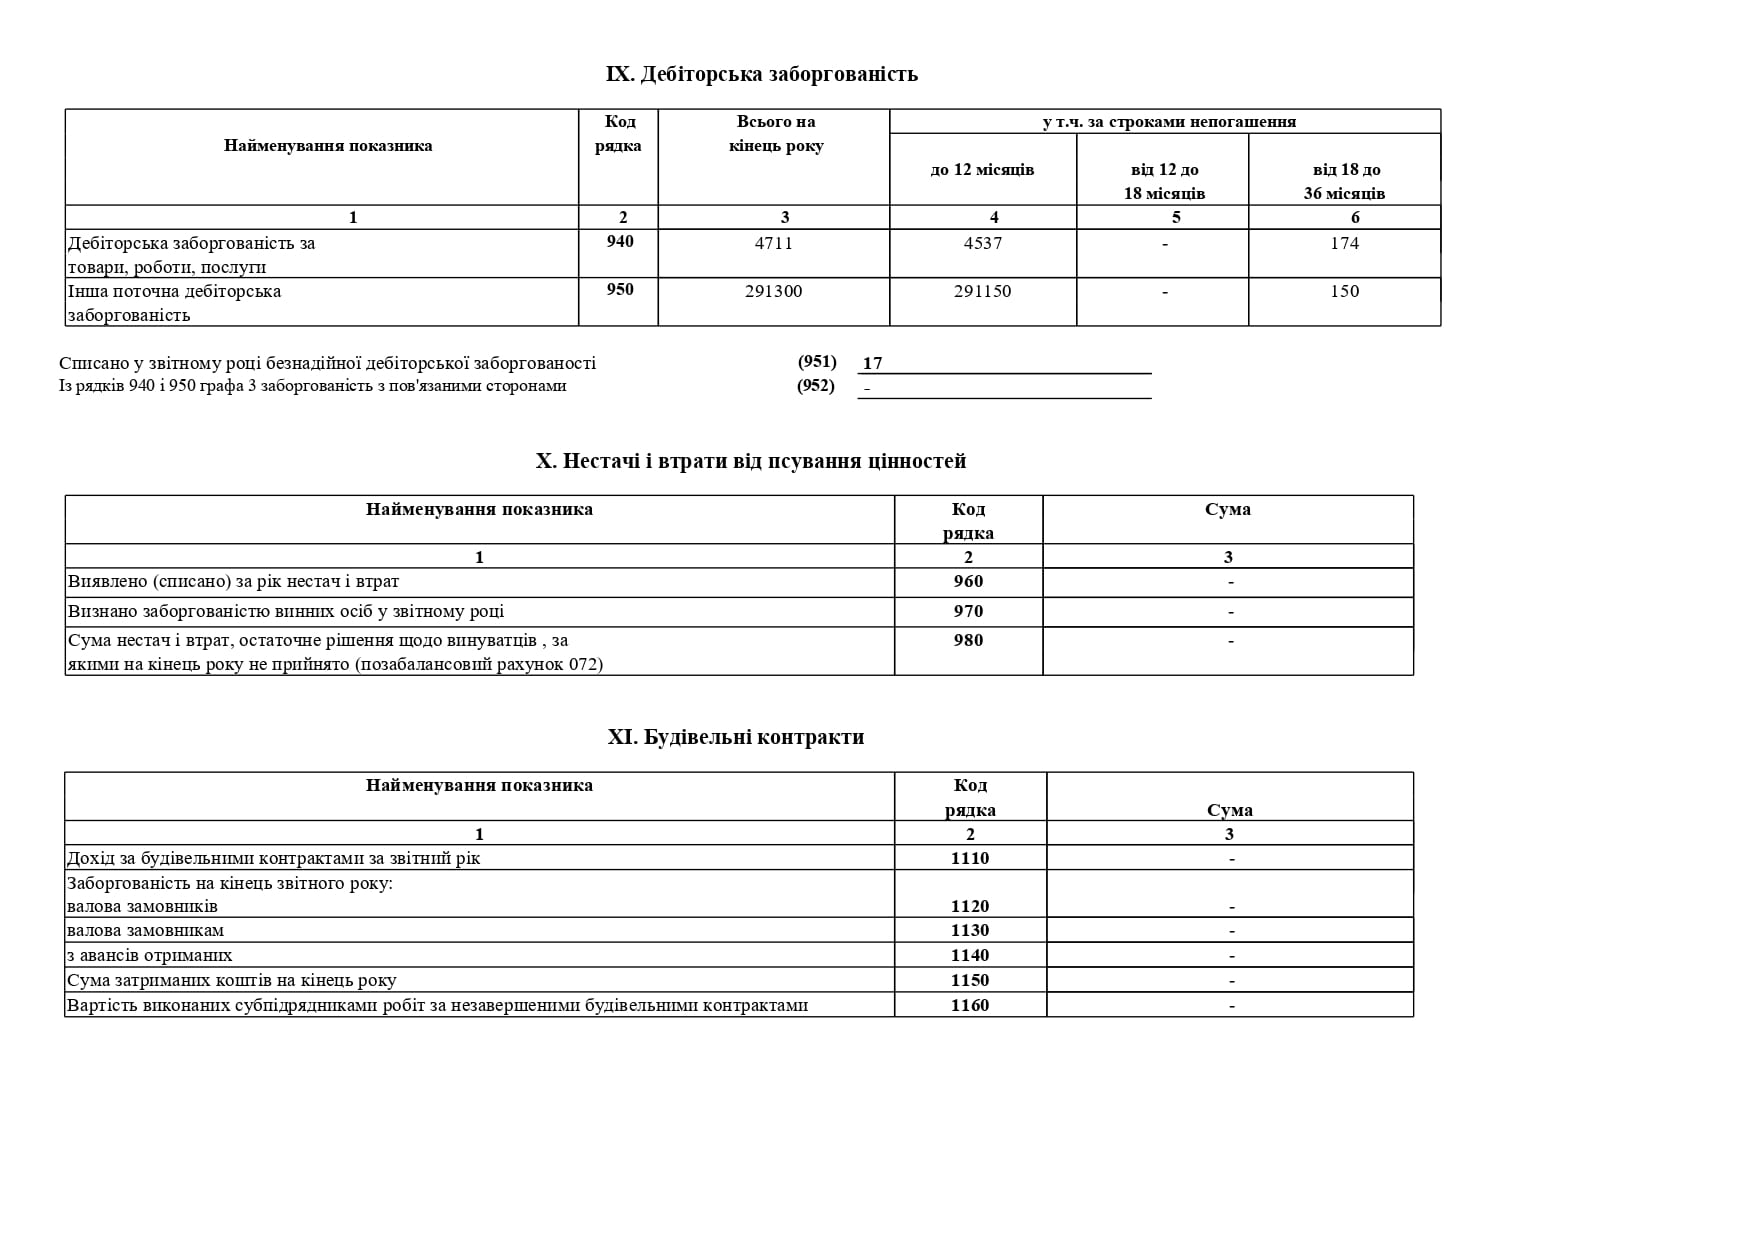 IX. Дебіторська заборгованість
Найменування показника
Код
рядка
Всього на
кінець року
у т.ч. за строками непогашення
до 12 місяців
від 12 до
18 місяців
від 18 до
36 місяців
1 2 3 4 5 6
Дебіторська заборгованість за
товари, роботи, послуги
940 4711 4537 - 174
Інша поточна дебіторська
заборгованість
950 291300 291150 - 150
Списано у звітному році безнадійної дебіторської заборгованості (951) 17
Із рядків 940 і 950 графа 3 заборгованість з пов'язаними сторонами (952) -
X. Нестачі і втрати від псування цінностей
Найменування показника
Код
рядка
Сума
1 2 3
Виявлено (списано) за рік нестач і втрат 960 -
Визнано заборгованістю винних осіб у звітному році 970 -
Сума нестач і втрат, остаточне рішення щодо винуватців , за
якими на кінець року не прийнято (позабалансовий рахунок 072)
980 -
XI. Будівельні контракти
Найменування показника
Код
рядка
Сума
1 2 3
Дохід за будівельними контрактами за звітний рік 1110 -
Заборгованість на кінець звітного року:
валова замовників 1120 -
валова замовникам 1130 -
з авансів отриманих 1140 -
Сума затриманих коштів на кінець року 1150 -
Вартість виконаних субпідрядниками робіт за незавершеними будівельними контрактами 1160 -